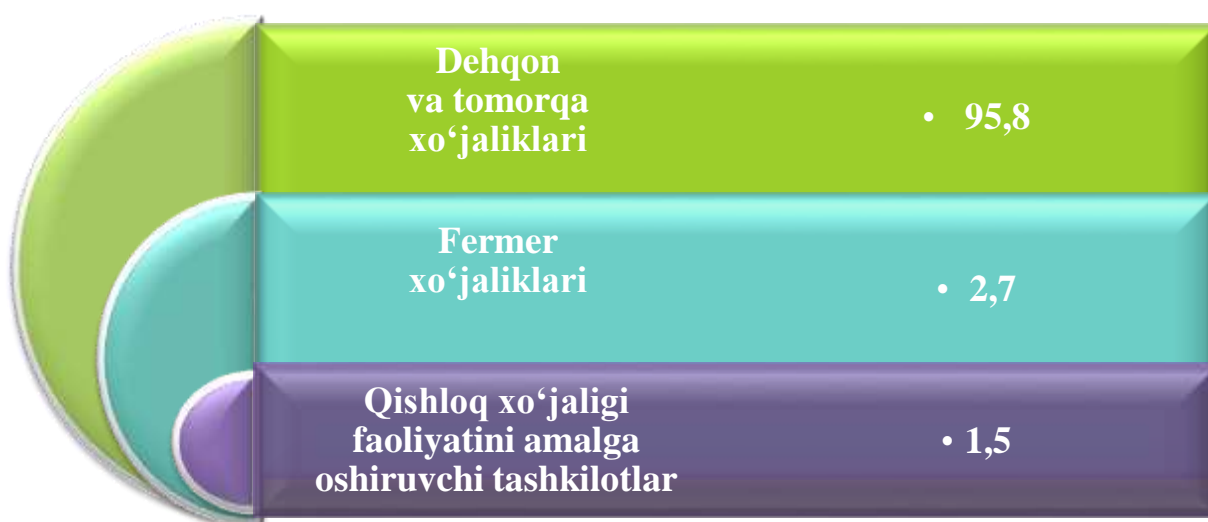 Dehqon
va tomorqa
xo‘jaliklari
• 95,8
Fermer
xo‘jaliklari
• 2,7
Qishloq xo‘jaligi
faoliyatini amalga
oshiruvchi tashkilotlar
• 1,5